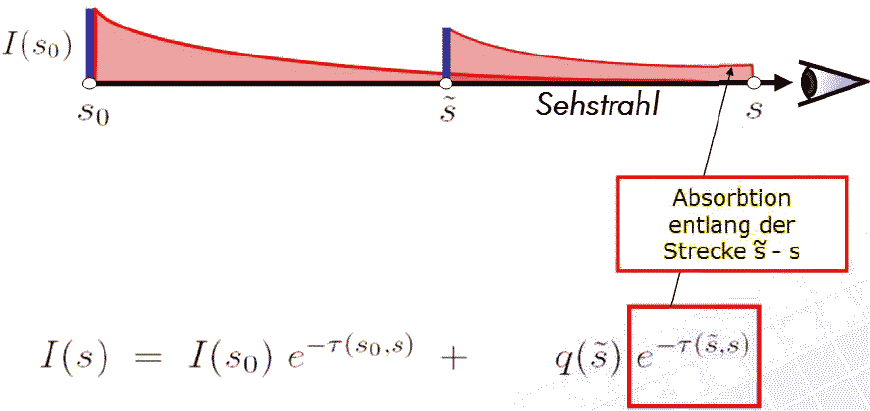 I(s₀)
s₀ s̃ Sehstrahl s
Absorbtion
entlang der
Strecke s̃ - s
I(s) = I(s₀) e^{-τ(s₀,s)} + q(s̃) e^{-τ(s̃,s)}